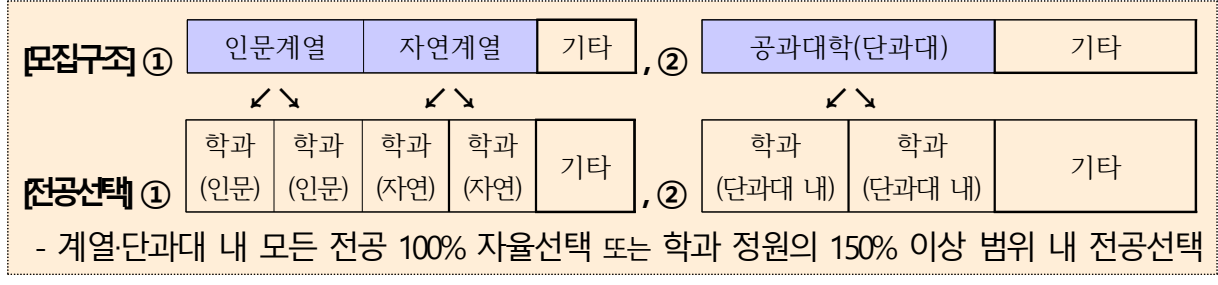 [모집구조] ① 인문계열 자연계열 기타 , ② 공과대학(단과대) 기타
↙ ↘ ↙ ↘ ↙ ↘
학과 학과 학과 학과 학과 학과
[전공선택] ① (인문) (인문) (자연) (자연) 기타 , ② (단과대 내) (단과대 내) 기타
- 계열·단과대 내 모든 전공 100% 자율선택 또는 학과 정원의 150% 이상 범위 내 전공선택